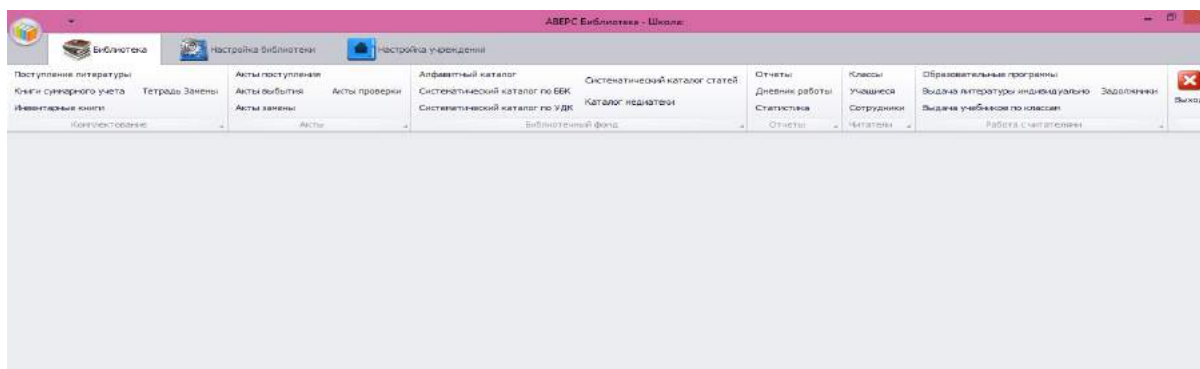 АВЕРС Библиотека - Школа:
Библиотека
Настройка библиотеки
Настройка учреждения
Поступление литературы
Книги суммарного учета Тетрадь Замены
Инвентарные книги
Комплектование
Акты поступления
Акты выбытия Акты проверки
Акты замены
Акты
Алфавитный каталог
Систематический каталог по ББК
Систематический каталог по УДК
Систематический каталог статей
Каталог медиатеки
Библиотечный фонд
Отчеты
Дневник работы
Статистика
Отчеты
Классы
Учащиеся
Сотрудники
Читатели
Образовательные программы
Выдача литературы индивидуально Задолжники
Выдача учебников по классам
Работа с читателями
Выход